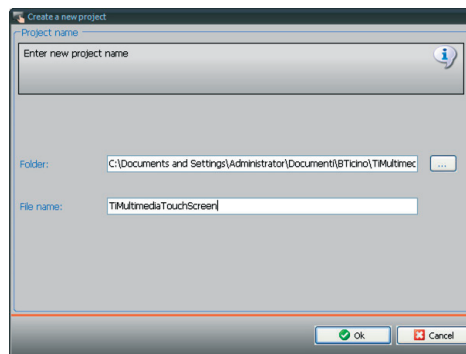 Create a new project
Project name
Enter new project name
Folder:
C:\Documents and Settings\Administrator\Documenti\BTicino\TiMultimec
...
File name:
TiMultimediaTouchScreen
Ok
Cancel